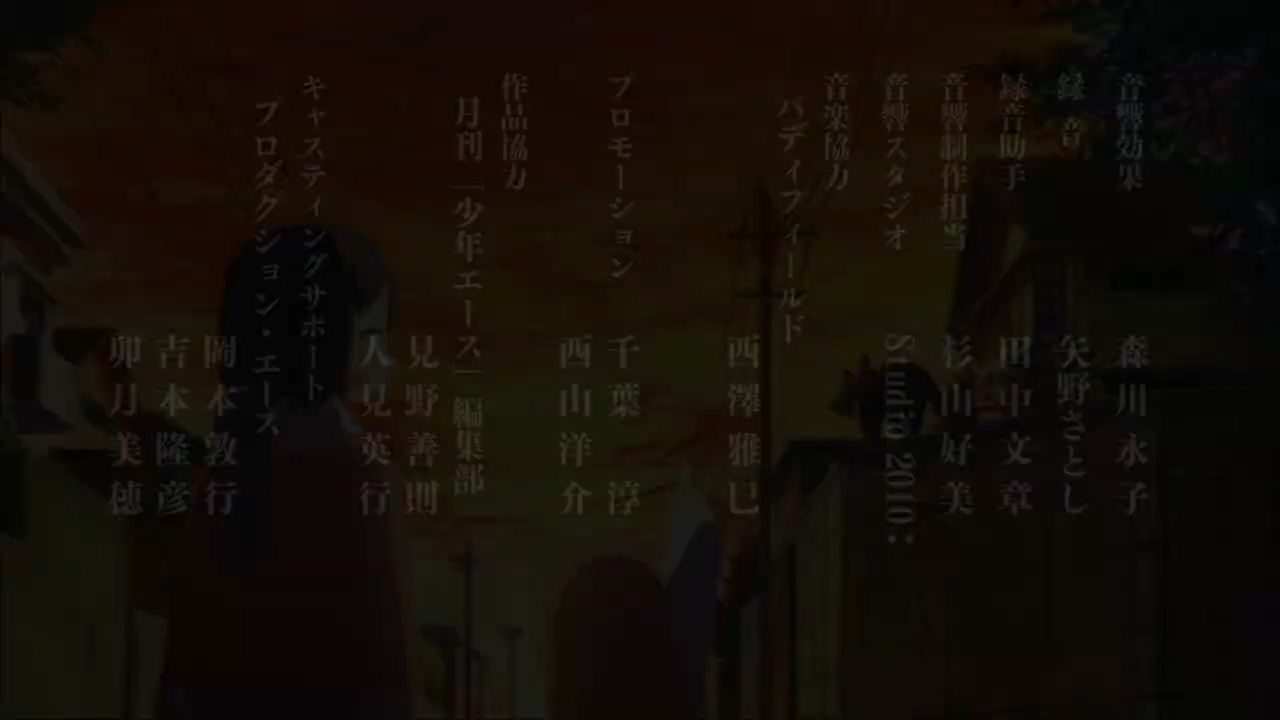 音響効果
森川永子
録音
矢野さとし
録音助手
田中文章
音響制作担当
杉山好美
音響スタジオ
Studio 2010:
音楽協力
バディフィールド
西澤雅巳
プロモーション
千葉淳
西山洋介
作品協力
月刊「少年エース」編集部
見野善則
人見英行
キャスティングサポート
プロダクション・エース
岡本敦行
吉本隆彦
卯月美穂